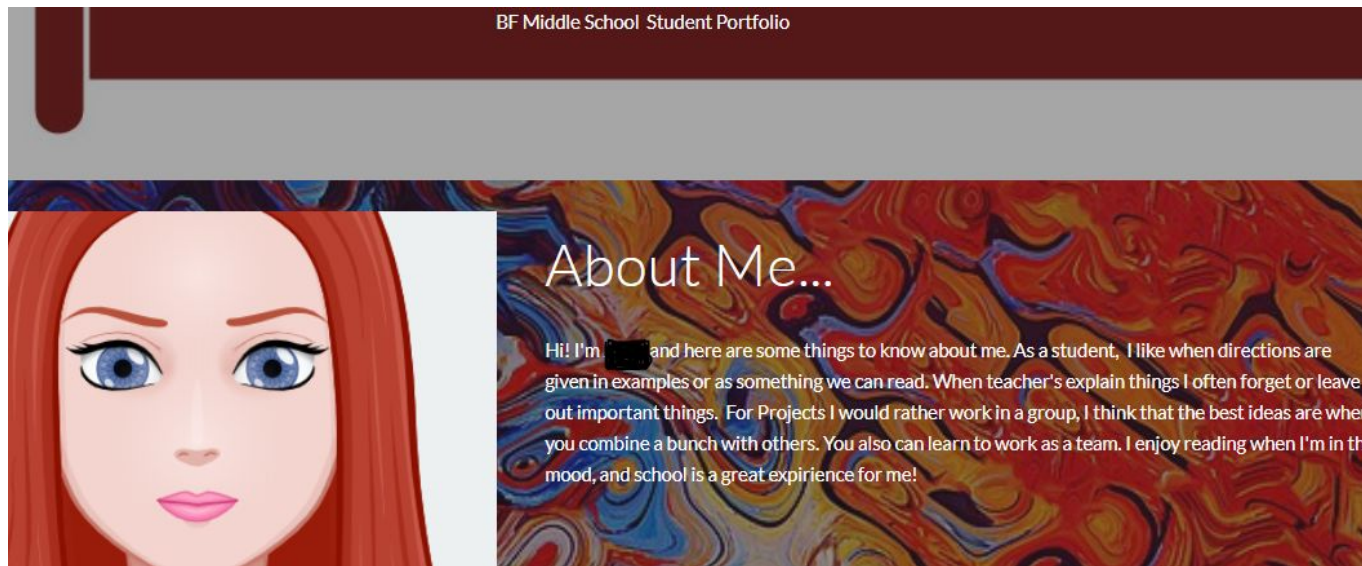 BF Middle School Student Portfolio
About Me...
Hi! I'm and here are some things to know about me. As a student, I like when directions are
given in examples or as something we can read. When teacher's explain things I often forget or leave
out important things. For Projects I would rather work in a group, I think that the best ideas are
you combine a bunch with others. You also can learn to work as a team. I enjoy reading when I'm in
mood, and school is a great expirience for me!